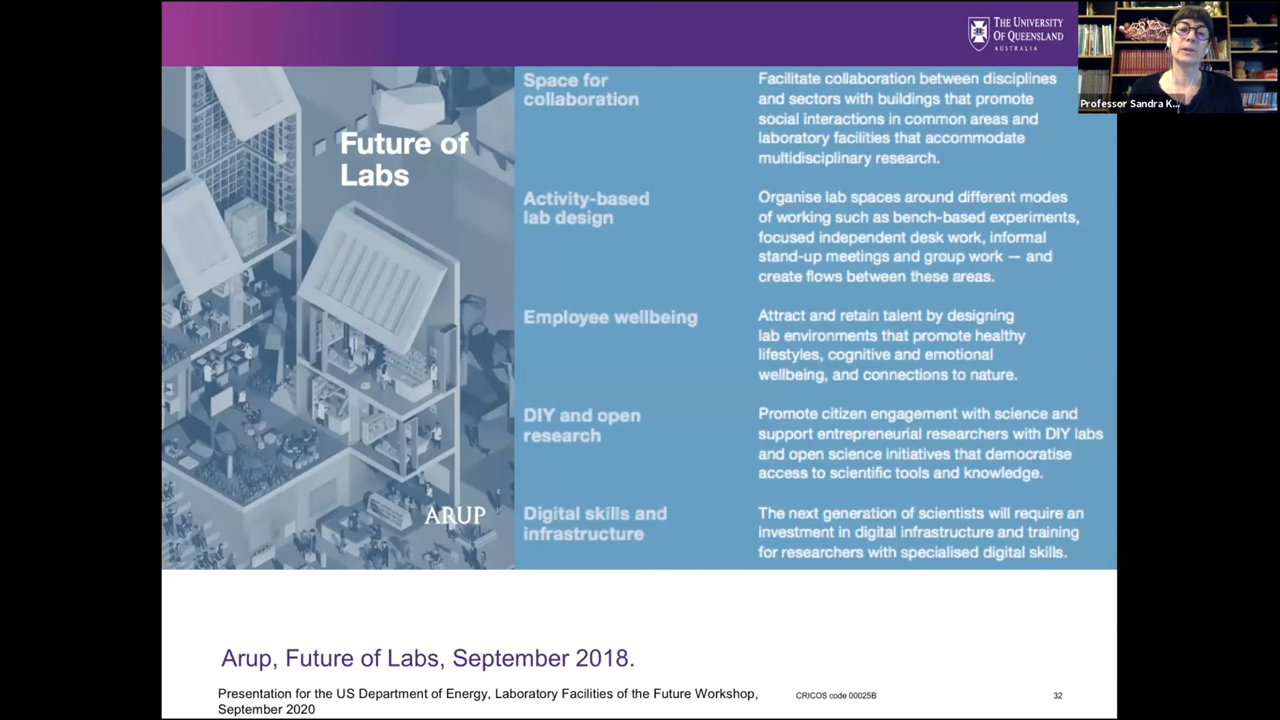 THE UNIVERSITY
OF QUEENSLAND
AUSTRALIA
Professor Sandra K...
Future of
Labs
ARUP
Space for
collaboration
Facilitate collaboration between disciplines
and sectors with buildings that promote
social interactions in common areas and
laboratory facilities that accommodate
multidisciplinary research.
Activity-based
lab design
Organise lab spaces around different modes
of working such as bench-based experiments,
focused independent desk work, informal
stand-up meetings and group work — and
create flows between these areas.
Employee wellbeing
Attract and retain talent by designing
lab environments that promote healthy
lifestyles, cognitive and emotional
wellbeing, and connections to nature.
DIY and open
research
Promote citizen engagement with science and
support entrepreneurial researchers with DIY labs
and open science initiatives that democratise
access to scientific tools and knowledge.
Digital skills and
infrastructure
The next generation of scientists will require an
investment in digital infrastructure and training
for researchers with specialised digital skills.
Arup, Future of Labs, September 2018.
Presentation for the US Department of Energy, Laboratory Facilities of the Future Workshop,
September 2020
CRICOS code 00025B
32